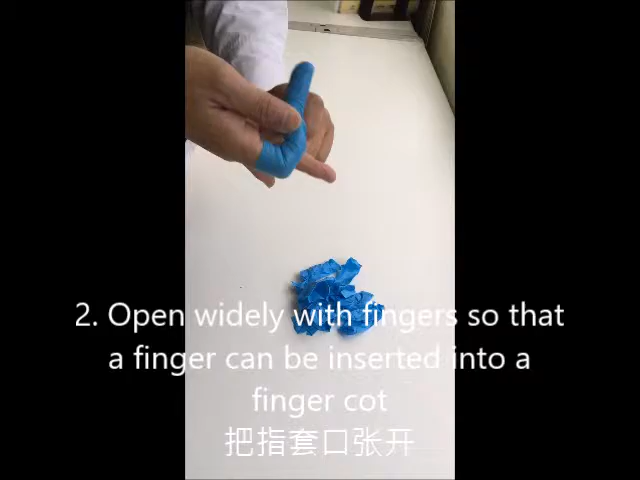 2. Open widely with fingers so that
a finger can be inserted into a
finger cot
把指套口张开